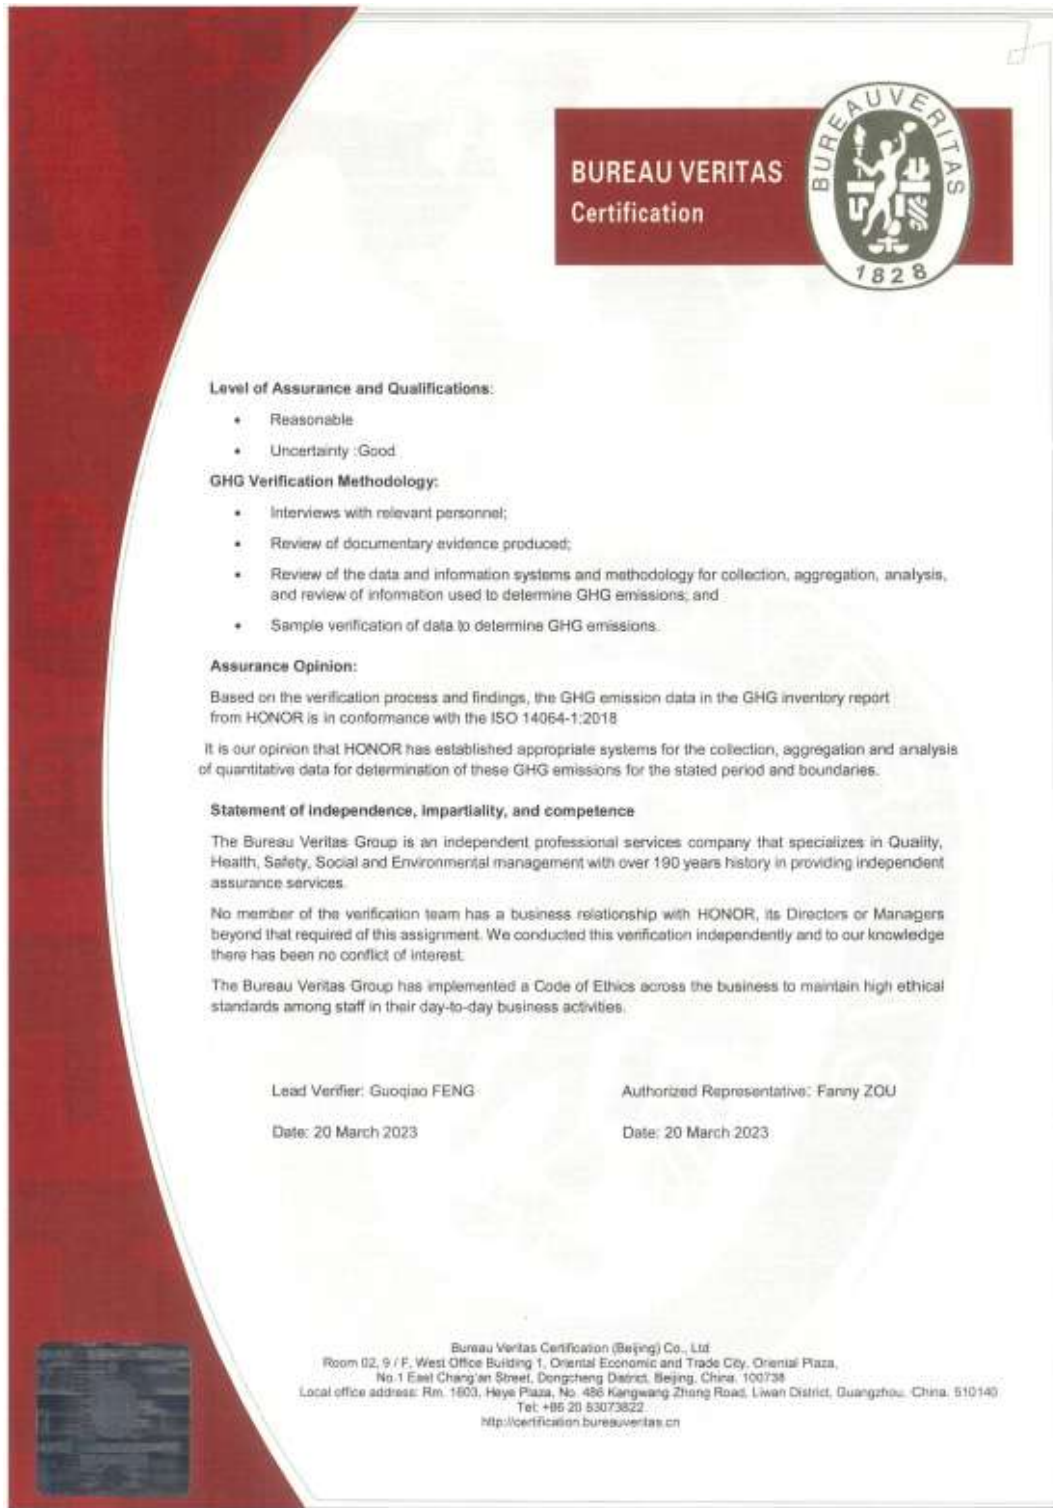 BUREAU VERITAS
Certification
BUREAU VERITAS
1828
Level of Assurance and Qualifications:
• Reasonable
• Uncertainty :Good
GHG Verification Methodology:
• Interviews with relevant personnel;
• Review of documentary evidence produced;
• Review of the data and information systems and methodology for collection, aggregation, analysis,
and review of information used to determine GHG emissions; and
• Sample verification of data to determine GHG emissions.
Assurance Opinion:
Based on the verification process and findings, the GHG emission data in the GHG inventory report
from HONOR is in conformance with the ISO 14064-1:2018
It is our opinion that HONOR has established appropriate systems for the collection, aggregation and analysis
of quantitative data for determination of these GHG emissions for the stated period and boundaries.
Statement of independence, impartiality, and competence
The Bureau Veritas Group is an independent professional services company that specializes in Quality,
Health, Safety, Social and Environmental management with over 190 years history in providing independent
assurance services.
No member of the verification team has a business relationship with HONOR, its Directors or Managers
beyond that required of this assignment. We conducted this verification independently and to our knowledge
there has been no conflict of interest.
The Bureau Veritas Group has implemented a Code of Ethics across the business to maintain high ethical
standards among staff in their day-to-day business activities.
Lead Verifier: Guoqiao FENG
Authorized Representative: Fanny ZOU
Date: 20 March 2023
Date: 20 March 2023
Bureau Veritas Certification (Beijing) Co., Ltd
Room 02, 9 / F, West Office Building 1, Oriental Economic and Trade City, Oriental Plaza,
No.1 East Chang'an Street, Dongcheng District, Beijing, China. 100738
Local office address: Rm. 1603, Heye Plaza, No. 486 Kangwang Zhong Road, Liwan District, Guangzhou, China. 510140
Tel: +86 20 83073822
http://certification.bureauveritas.cn